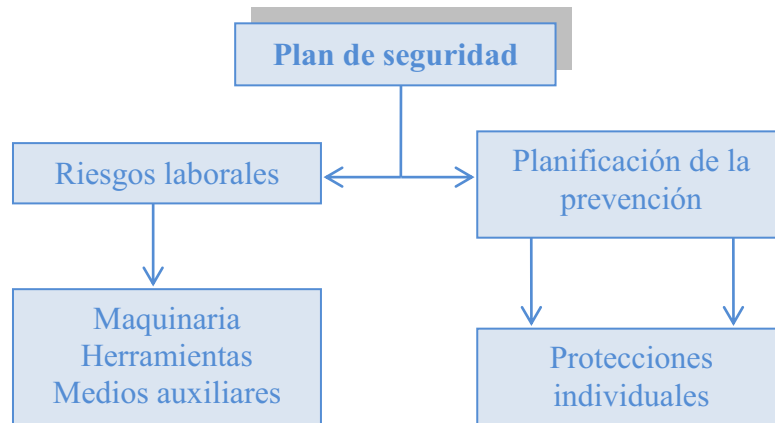 Plan de seguridad
Riesgos laborales
Planificación de la
prevención
Maquinaria
Herramientas
Medios auxiliares
Protecciones
individuales